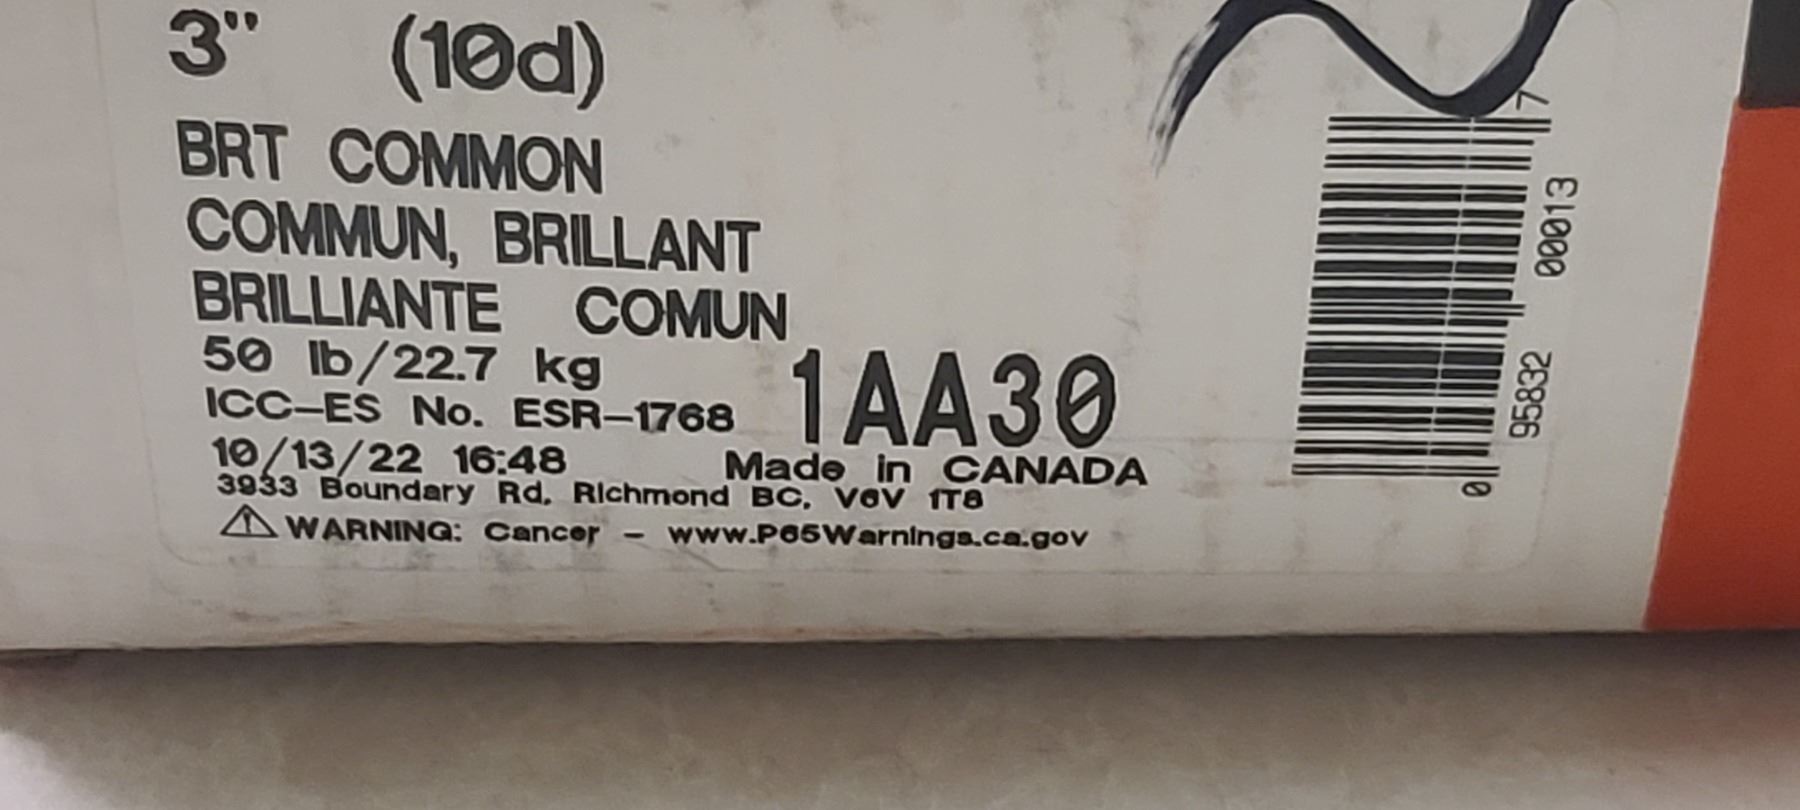 3" (10d)
BRT COMMON
COMMUN, BRILLANT
BRILLIANTE COMUN
50 lb/22.7 kg
ICC-ES No. ESR-1768
1AA30
10/13/22 16:48
Made in CANADA
3933 Boundary Rd. Richmond BC, V6V 1T8
WARNING: Cancer - www.P65Warnings.ca.gov
0 95832 00013 7